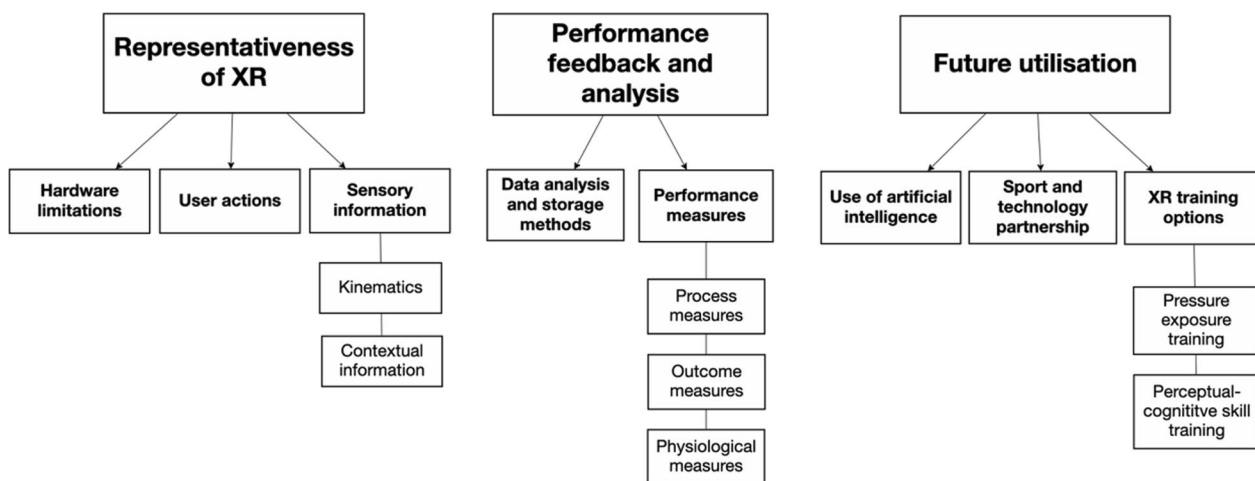 Representativeness
of XR
Hardware
limitations
User actions
Sensory
information
Kinematics
Contextual
information
Performance
feedback and
analysis
Data analysis
and storage
methods
Performance
measures
Process
measures
Outcome
measures
Physiological
measures
Future utilisation
Use of artificial
intelligence
Sport and
technology
partnership
XR training
options
Pressure
exposure
training
Perceptual-
cognititve skill
training